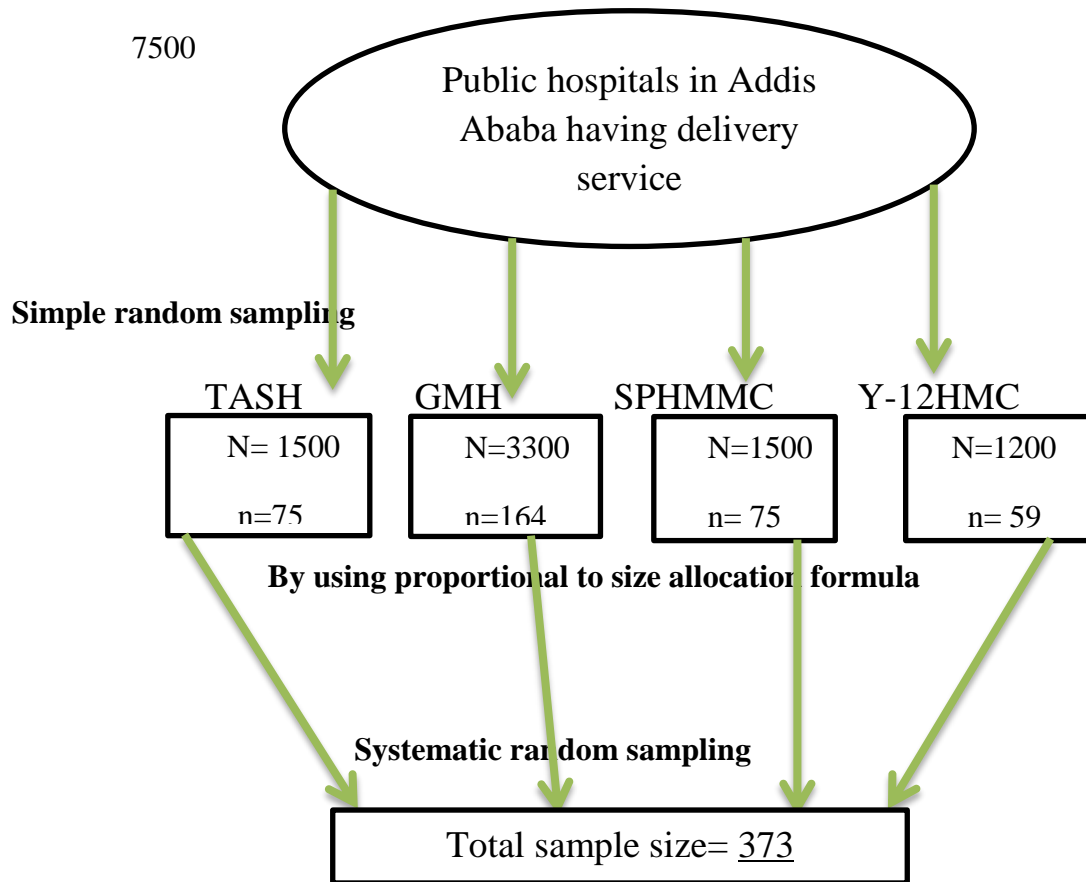 7500
Public hospitals in Addis
Ababa having delivery
service
Simple random sampling
TASH GMH SPHMMC Y-12HMC
N= 1500 N=3300 N=1500 N=1200
n=75 n=164 n= 75 n= 59
By using proportional to size allocation formula
Systematic random sampling
Total sample size= 373